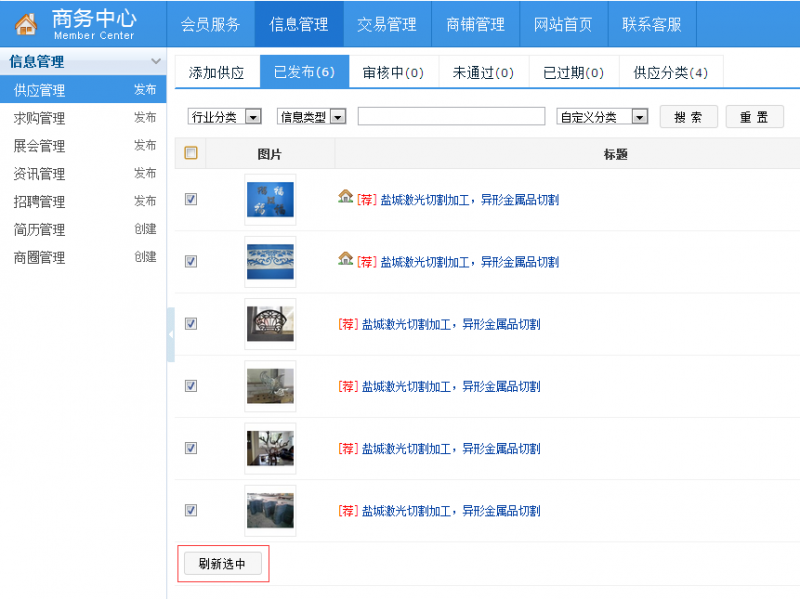 商务中心
Member Center
会员服务 信息管理 交易管理 商铺管理 网站首页 联系客服
信息管理
供应管理 发布
求购管理 发布
展会管理 发布
资讯管理 发布
招聘管理 发布
简历管理 创建
商圈管理 创建
添加供应 已发布(6) 审核中(0) 未通过(0) 已过期(0) 供应分类(4)
行业分类 信息类型 自定义分类 搜 索 重 置
图片 标题
[荐] 盐城激光切割加工，异形金属品切割
[荐] 盐城激光切割加工，异形金属品切割
[荐] 盐城激光切割加工，异形金属品切割
[荐] 盐城激光切割加工，异形金属品切割
[荐] 盐城激光切割加工，异形金属品切割
[荐] 盐城激光切割加工，异形金属品切割
刷新选中